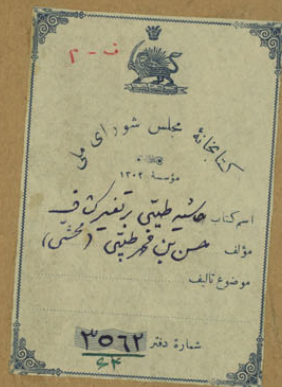 ف - م
کتابخانهٔ مجلس شورای ملی
مؤسسهٔ ۱۳۰۲
اسم کتاب حاشیه طیبی بر تفسیر کشاف
مؤلف حسن بن محمد طیبی (محشی)
موضوع تألیف
شمارهٔ دفتر ۳۵۶۲
۶۴